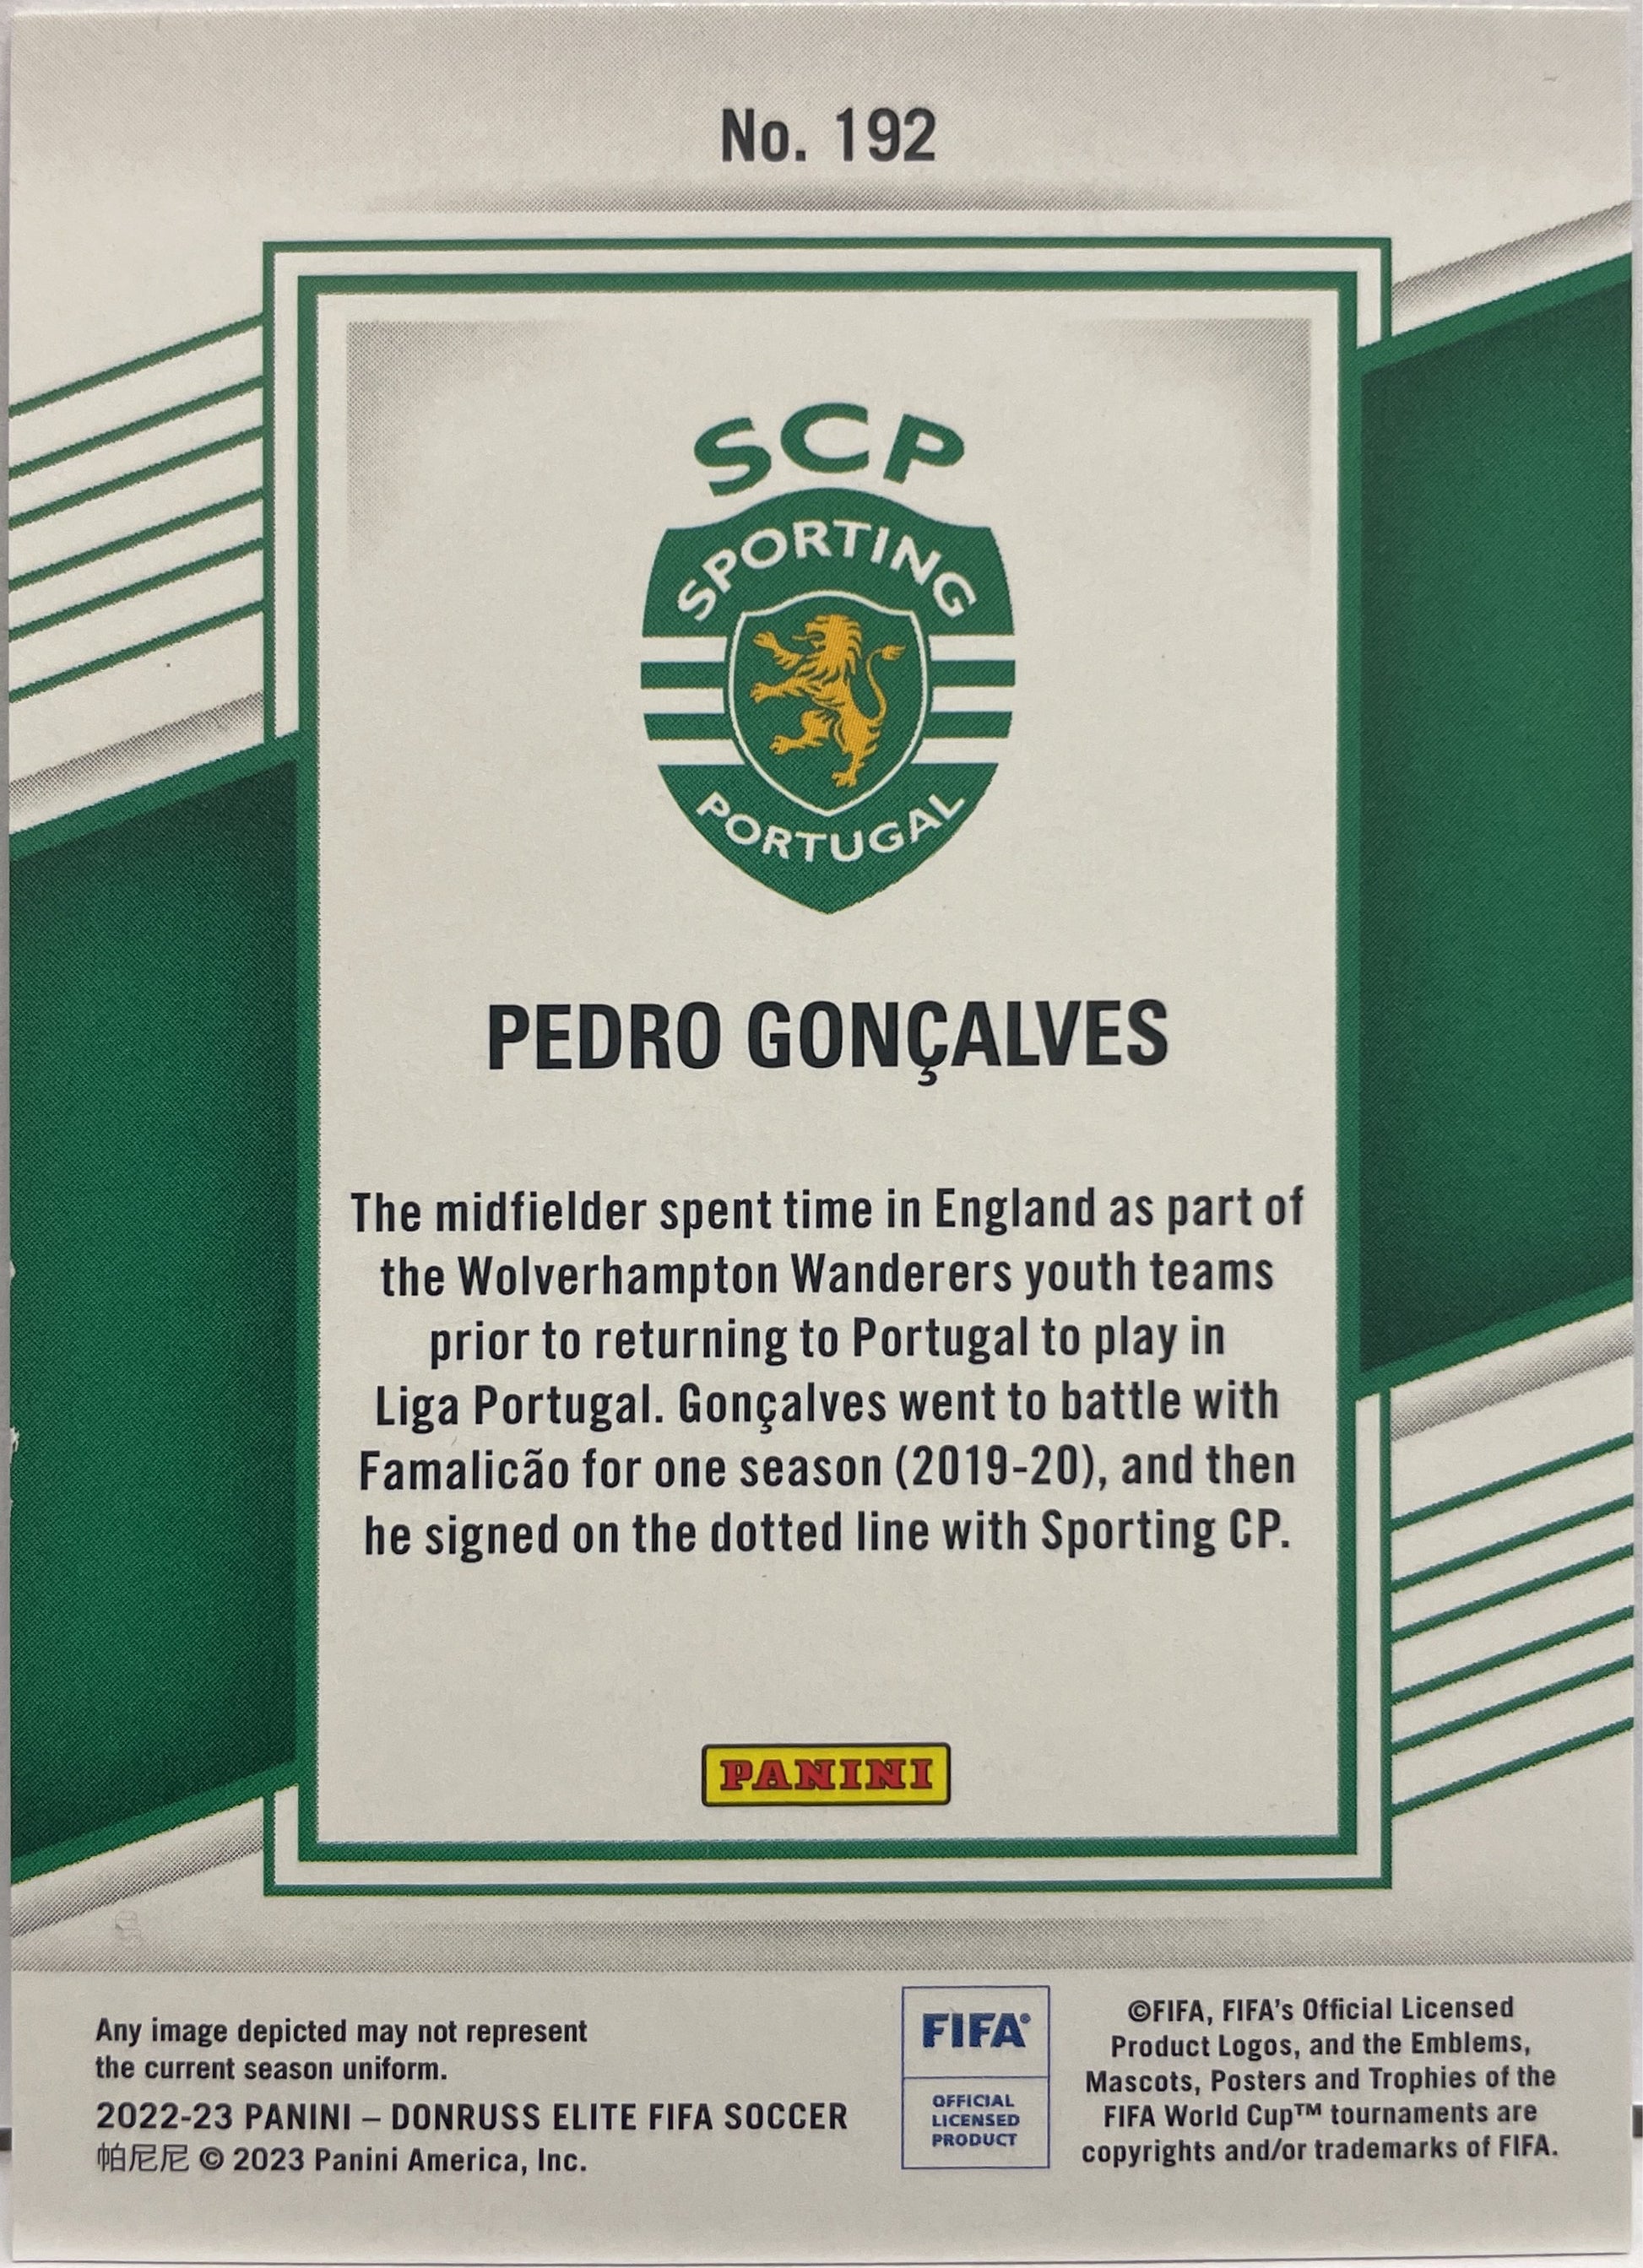 No. 192
SCP
SPORTING
PORTUGAL
PEDRO GONÇALVES
The midfielder spent time in England as part of
the Wolverhampton Wanderers youth teams
prior to returning to Portugal to play in
Liga Portugal. Gonçalves went to battle with
Famalicão for one season (2019-20), and then
he signed on the dotted line with Sporting CP.
PANINI
Any image depicted may not represent
the current season uniform.
2022-23 PANINI – DONRUSS ELITE FIFA SOCCER
帕尼尼 © 2023 Panini America, Inc.
FIFA®
OFFICIAL
LICENSED
PRODUCT
©FIFA, FIFA's Official Licensed
Product Logos, and the Emblems,
Mascots, Posters and Trophies of the
FIFA World Cup™ tournaments are
copyrights and/or trademarks of FIFA.